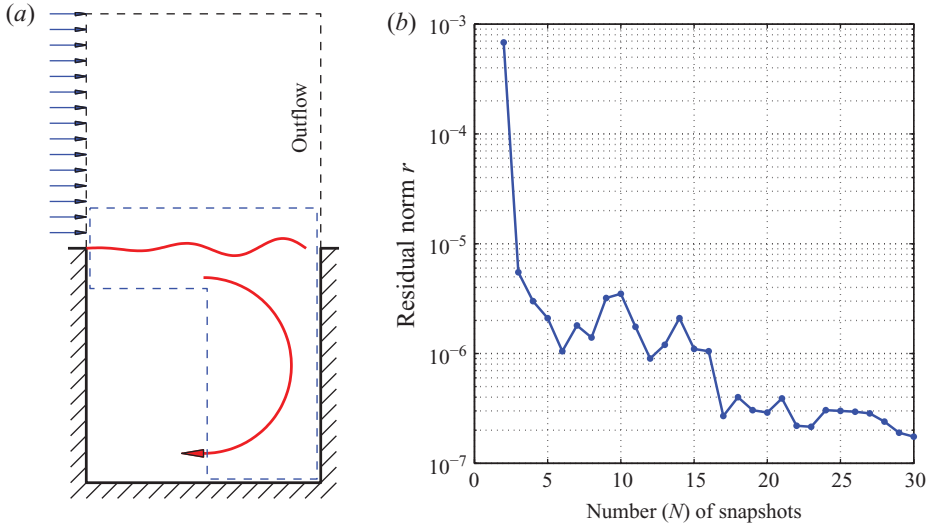 (a)
Outflow
(b)
10⁻³
10⁻⁴
10⁻⁵
10⁻⁶
10⁻⁷
Residual norm r
0 5 10 15 20 25 30
Number (N) of snapshots